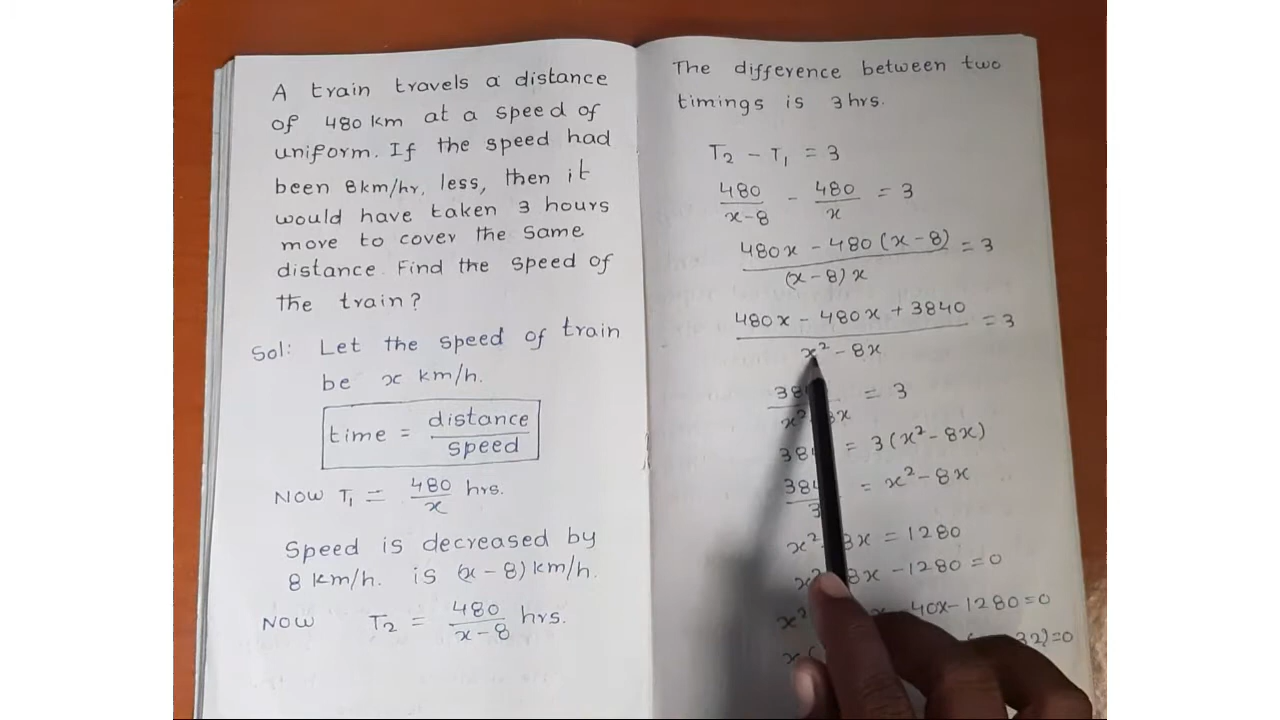 A train travels a distance
of 480 km at a speed of
uniform. If the speed had
been 8km/hr, less, then it
would have taken 3 hours
more to cover the same
distance. Find the speed of
the train?
Sol: Let the speed of train
be x km/h.
time = distance/speed
Now T₁ = 480/x hrs.
Speed is decreased by
8 km/h. is (x-8) km/h.
Now T₂ = 480/x-8 hrs.
The difference between two
timings is 3 hrs.
T₂ - T₁ = 3
480/x-8 - 480/x = 3
480x - 480(x-8)/(x-8)x = 3
480x - 480x + 3840/x² - 8x = 3
= 3
= 3(x² - 8x)
= x² - 8x
x² 8x = 1280
8x - 1280 = 0
x² x - 40x - 1280 = 0
x( 32) = 0